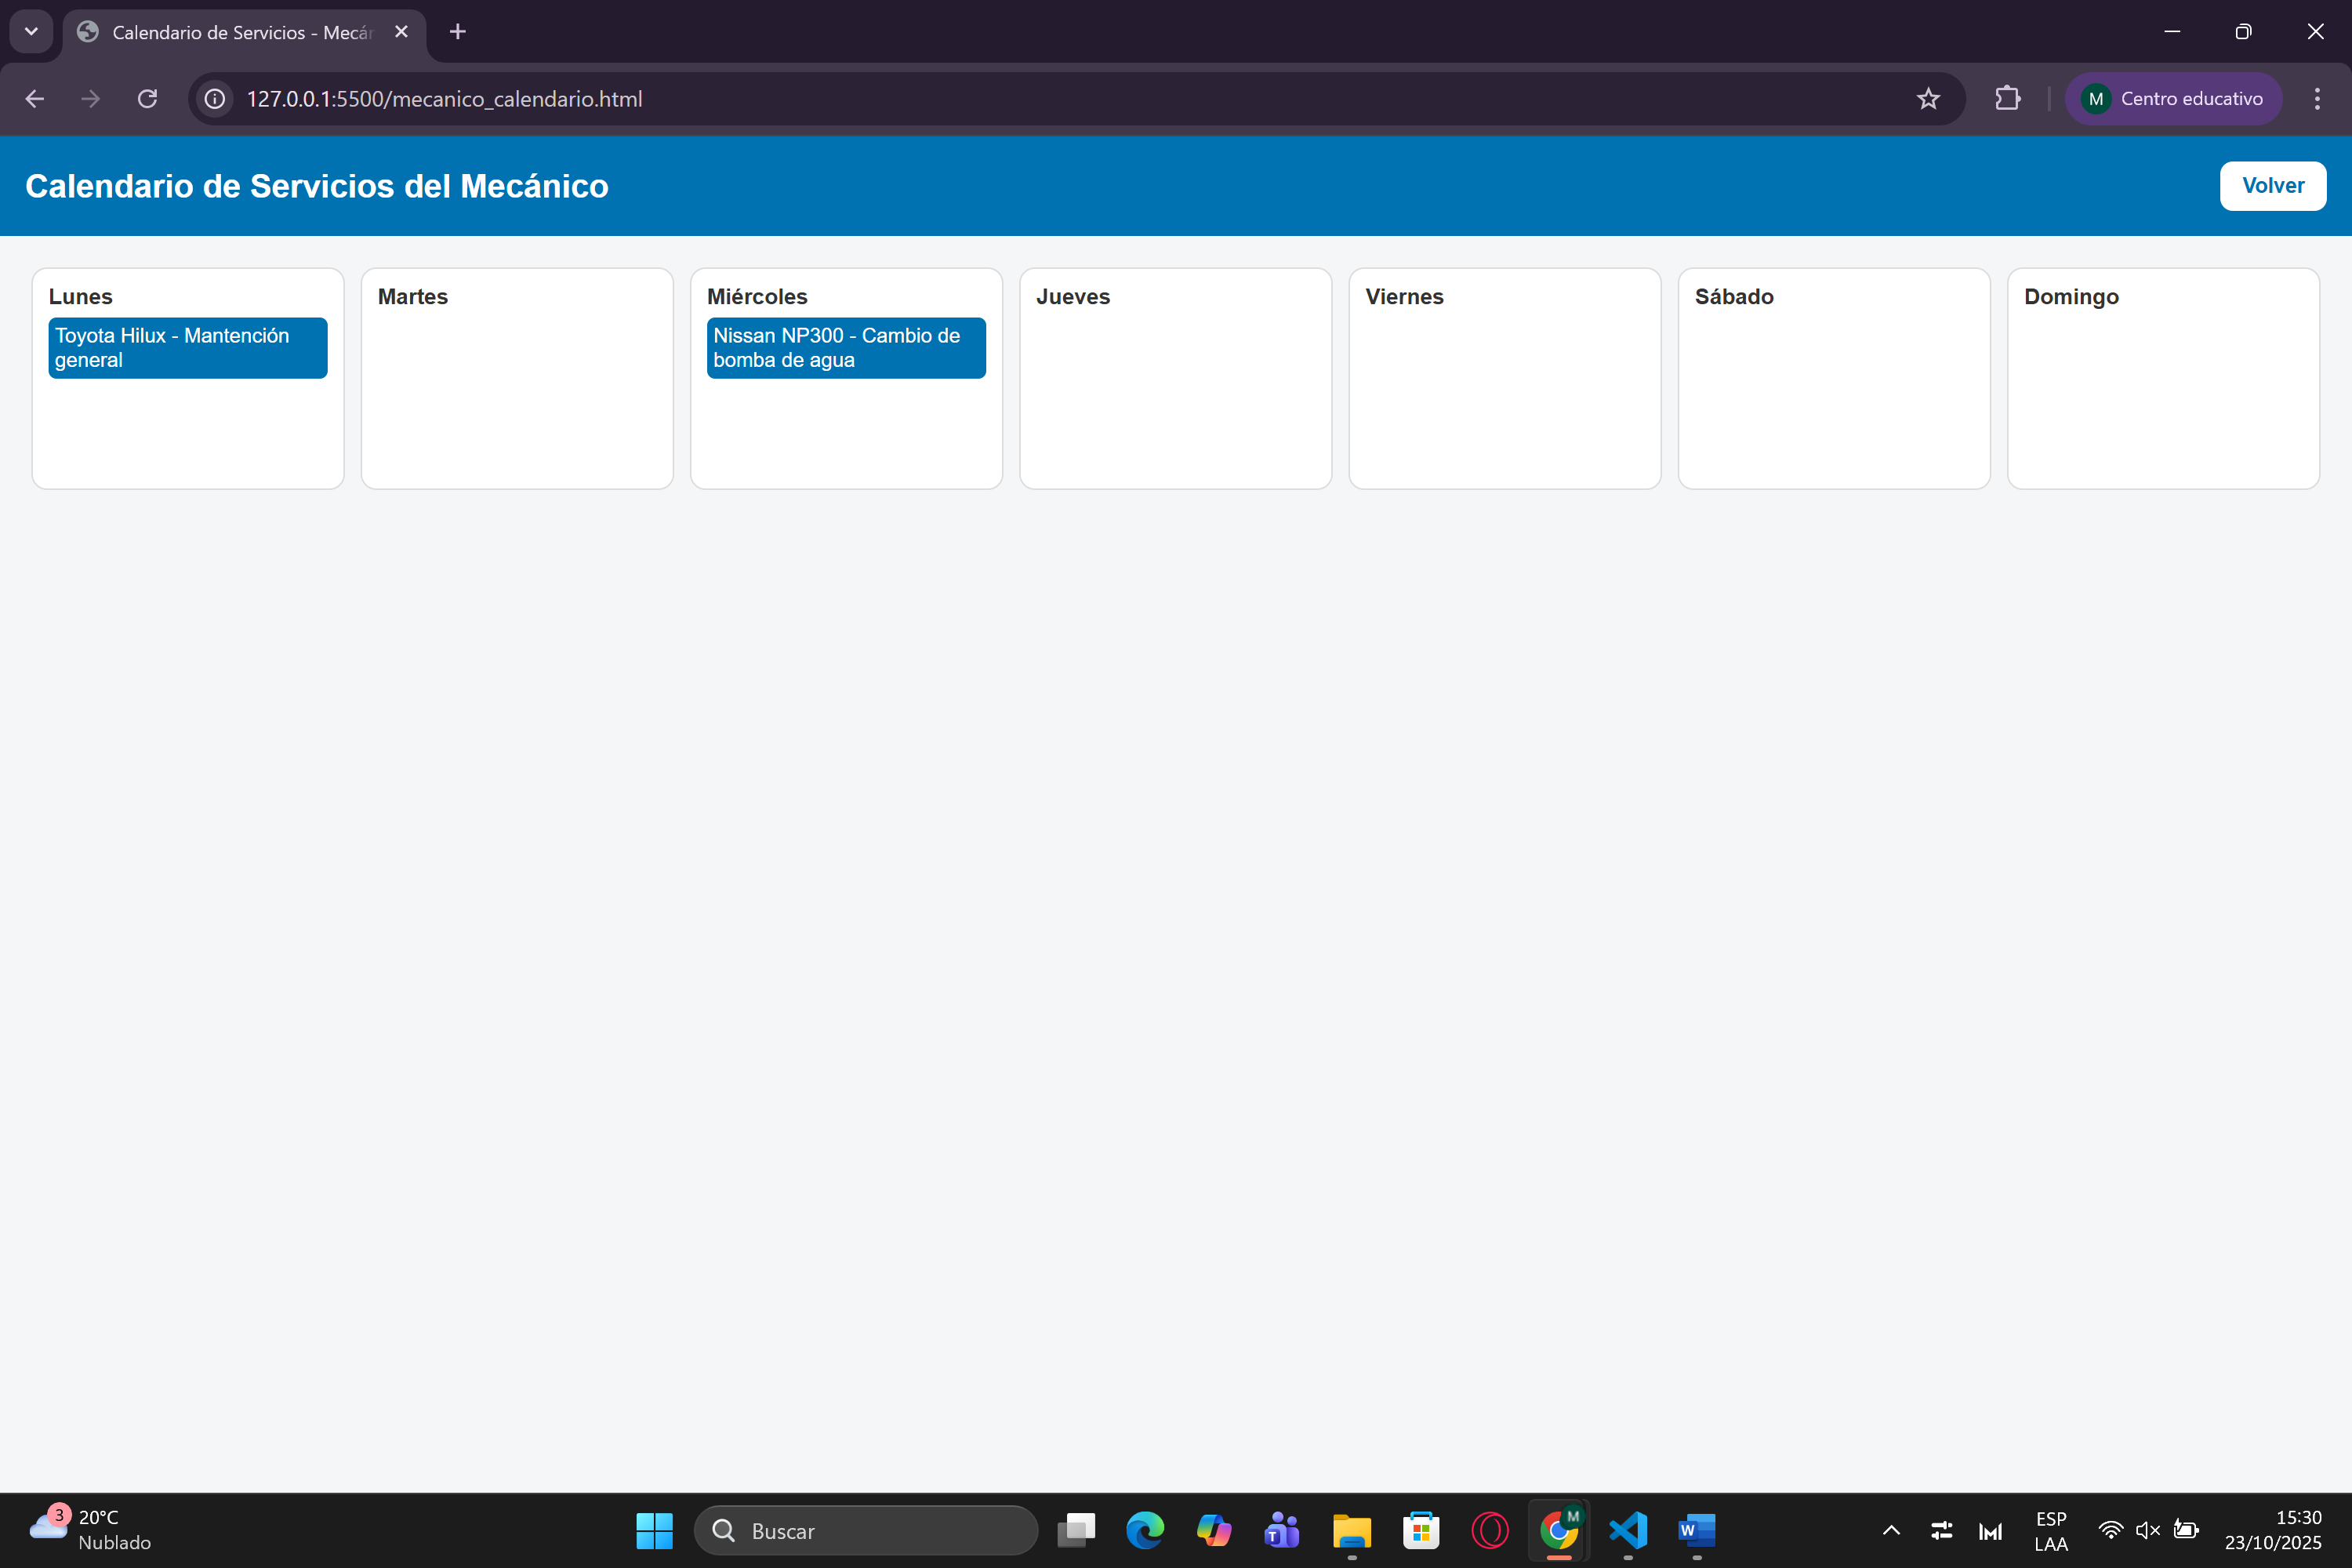 Calendario de Servicios - Mecán
127.0.0.1:5500/mecanico_calendario.html
M Centro educativo
Calendario de Servicios del Mecánico
Volver
Lunes
Toyota Hilux - Mantención
general
Martes
Miércoles
Nissan NP300 - Cambio de
bomba de agua
Jueves
Viernes
Sábado
Domingo
3
20°C
Nublado
Buscar
T
M
W
ESP
LAA
15:30
23/10/2025